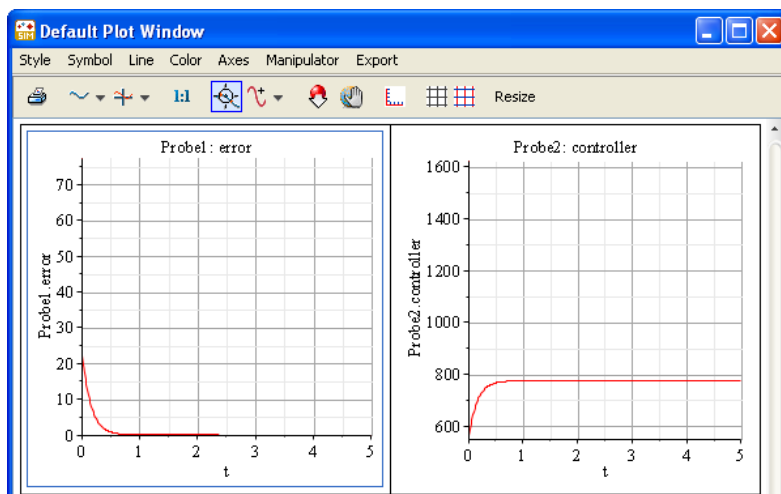 SIM Default Plot Window
Style Symbol Line Color Axes Manipulator Export
1:1 Resize
Probe1: error
70
60
50
40
30
20
10
0
Probe1.error
0 1 2 3 4 5
t
Probe2: controller
1600
1400
1200
1000
800
600
Probe2.controller
0 1 2 3 4 5
t